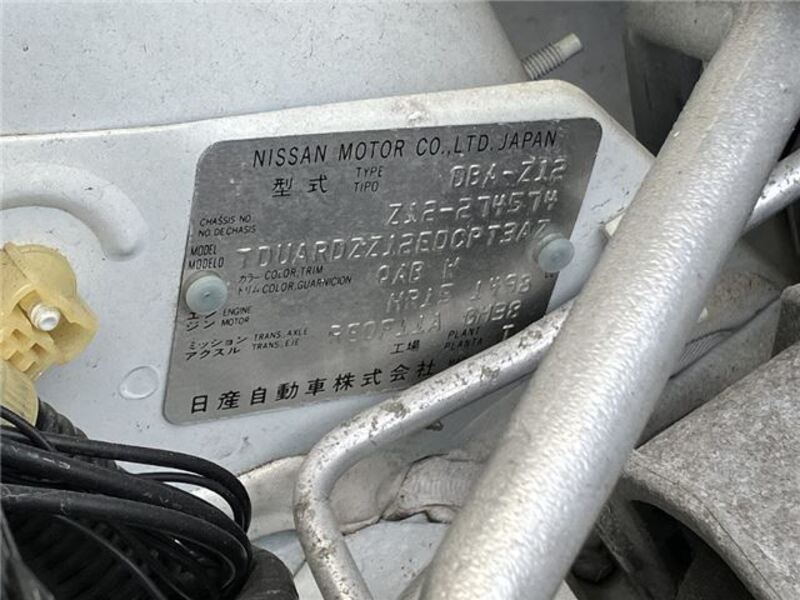 NISSAN MOTOR CO.,LTD.JAPAN
型式 TYPE TIPO DBA-Z12
CHASSIS NO. NO. DE CHASIS Z12-274574
MODEL MODELO TDUARDZZ12EDCPT3AZ
カラー COLOR,TRIM トリム COLOR,GUARNICION QAB K
エンジン ENGINE MOTOR HR15 1498
ミッション アクスル TRANS.,AXLE TRANS.,EJE RE0F11A GH38
工場 PLANT PLANTA T
日産自動車株式会社